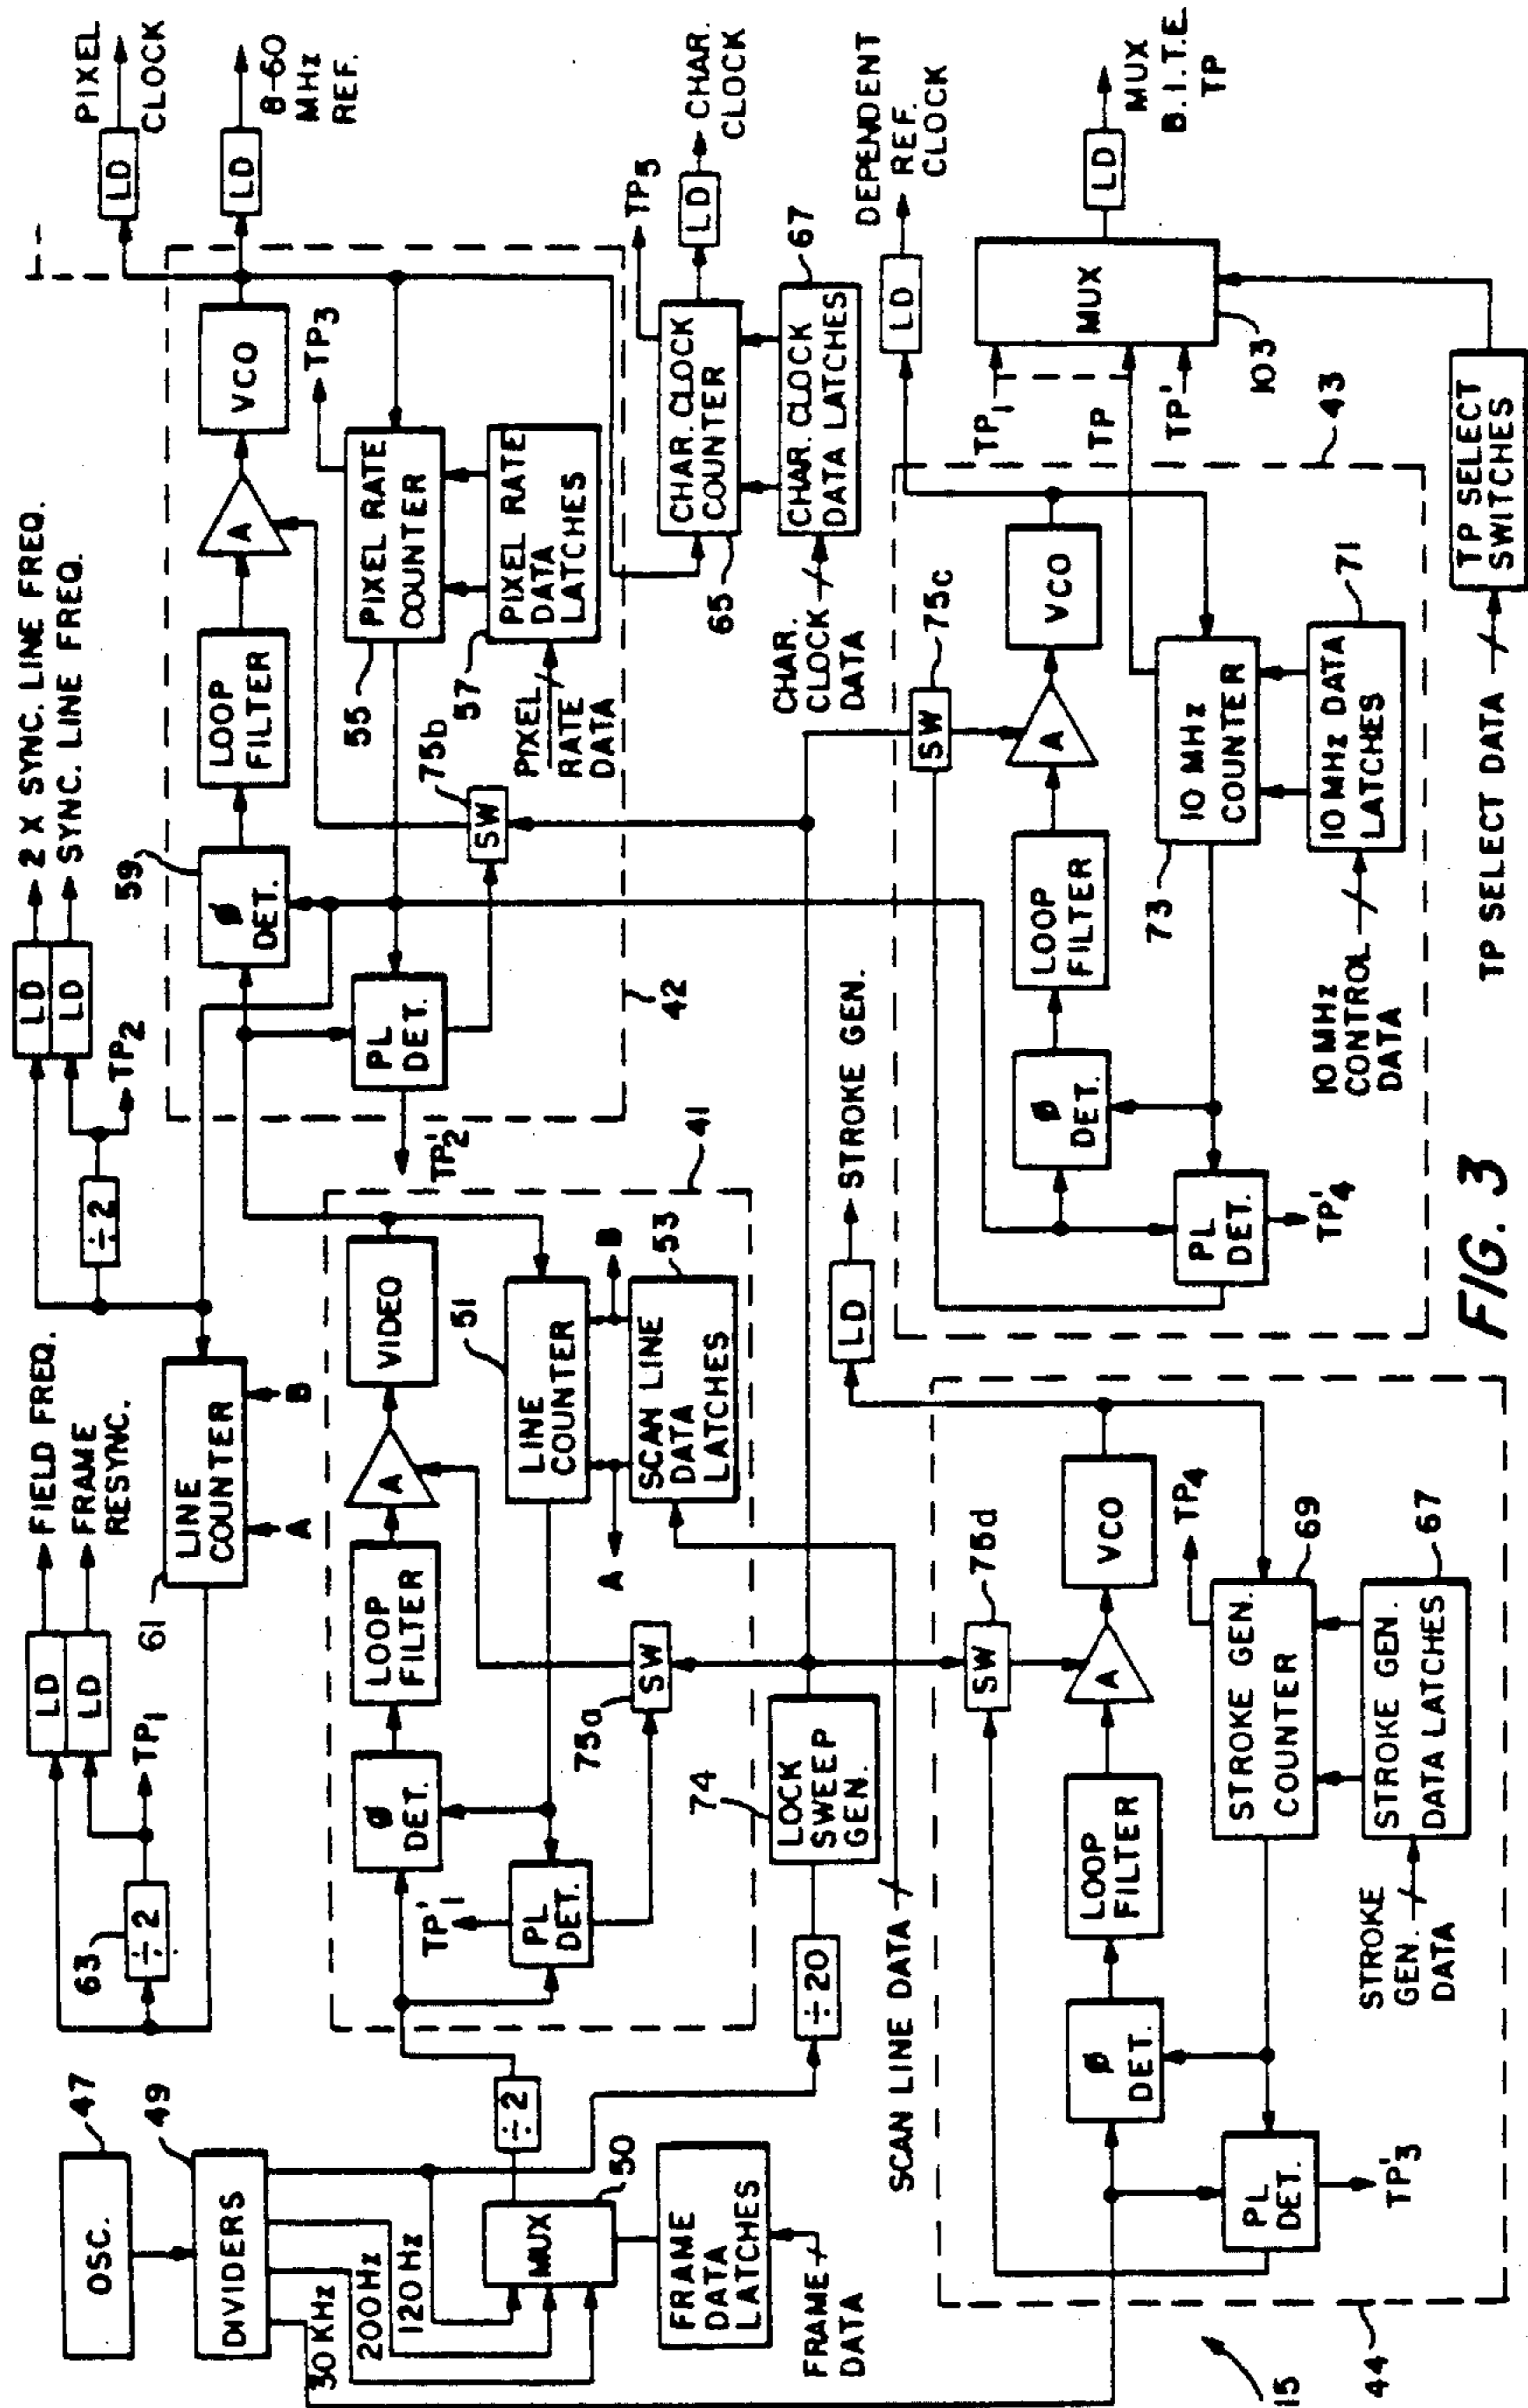 OSC.
47
DIVIDERS
49
30 KHz
200Hz
120Hz
MUX
50
÷2
FRAME
DATA
LATCHES
FRAME
DATA
÷20
LOCK
SWEEP
GEN.
74
SCAN LINE DATA
63
÷2
TP1
LD
LD
FIELD FREQ.
FRAME
RESYNC.
61
LINE
COUNTER
A
B
÷2
TP2
LD
LD
2 X SYNC. LINE FREQ.
SYNC. LINE FREQ.
41
ø
DET.
LOOP
FILTER
A
VIDEO
PL
DET.
TP'1
75a
SW
LINE
COUNTER
51
A
B
SCAN LINE
DATA
LATCHES
53
42
59
ø
DET.
LOOP
FILTER
A
VCO
PL
DET.
TP'2
75b
SW
PIXEL RATE
COUNTER
55
TP3
PIXEL RATE
DATA
LATCHES
57
PIXEL
RATE
DATA
LD
PIXEL
CLOCK
LD
8-60
MHz
REF.
CHAR. CLOCK
COUNTER
65
TP5
LD
CHAR.
CLOCK
CHAR. CLOCK
DATA LATCHES
67
CHAR.
CLOCK
DATA
44
ø
DET.
LOOP
FILTER
A
VCO
PL
DET.
TP'3
SW
75d
STROKE GEN.
COUNTER
69
TP4
STROKE GEN.
DATA LATCHES
67
STROKE
GEN.
DATA
LD
STROKE GEN.
43
ø
DET.
LOOP
FILTER
A
VCO
PL
DET.
TP'4
SW
75c
10 MHz
COUNTER
73
10 MHz DATA
LATCHES
71
10 MHz
CONTROL
DATA
LD
DEPENDENT
REF.
CLOCK
TP1
TP
TP'
MUX
103
LD
MUX
B.I.T.E.
TP
TP SELECT
SWITCHES
TP SELECT DATA
15
FIG. 3